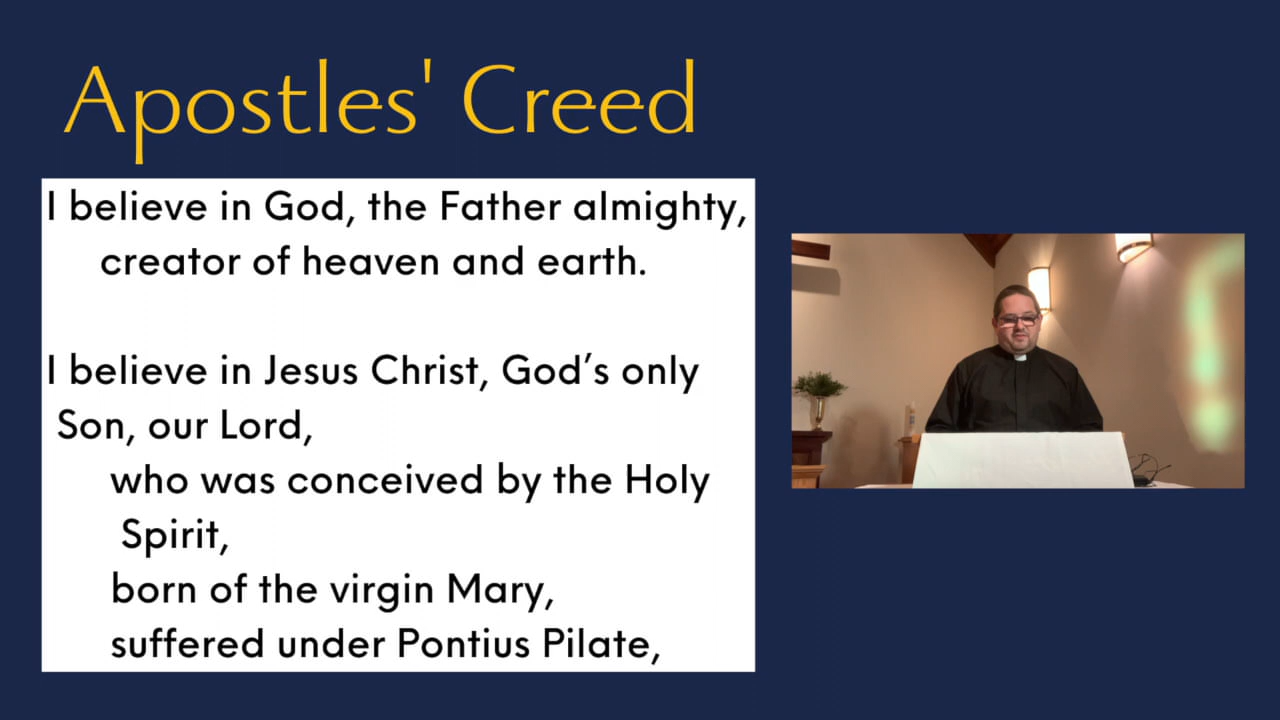 Apostles' Creed
I believe in God, the Father almighty,
creator of heaven and earth.
I believe in Jesus Christ, God’s only
Son, our Lord,
who was conceived by the Holy
Spirit,
born of the virgin Mary,
suffered under Pontius Pilate,